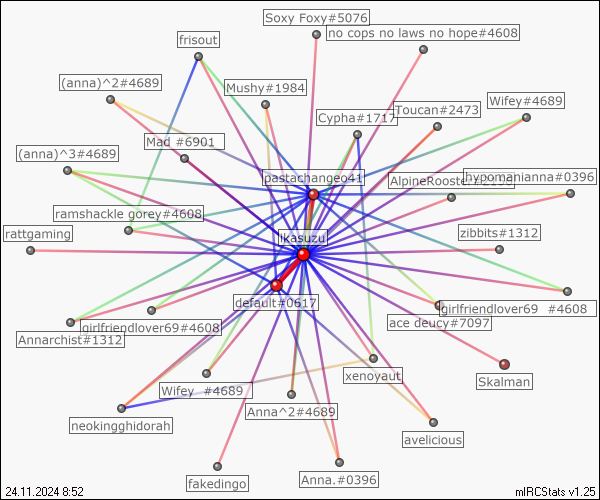 Soxy Foxy#5076
no cops no laws no hope#4608
frisout
(anna)^2#4689
Mushy#1984
Cypha#1717
Toucan#2473
Wifey#4689
Mad #6901
(anna)^3#4689
pastachangeo41
hypomanianna#0396
ramshackle gorey#4608
rattgaming
ikasuzu
zibbits#1312
default#0617
girlfriendlover69 #4608
girlfriendlover69#4608
ace deucy#7097
Annarchist#1312
xenoyaut
Skalman
Wifey #4689
Anna^2#4689
neokingghidorah
avelicious
fakedingo
Anna.#0396
24.11.2024 8:52
mIRCStats v1.25